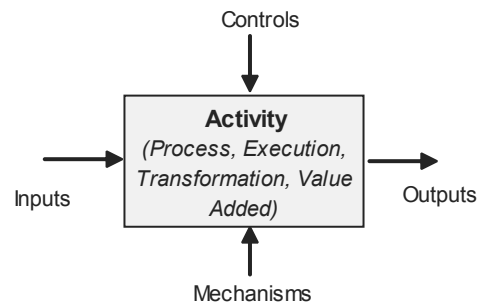 Controls
Activity
(Process, Execution,
Transformation, Value
Added)
Inputs
Outputs
Mechanisms